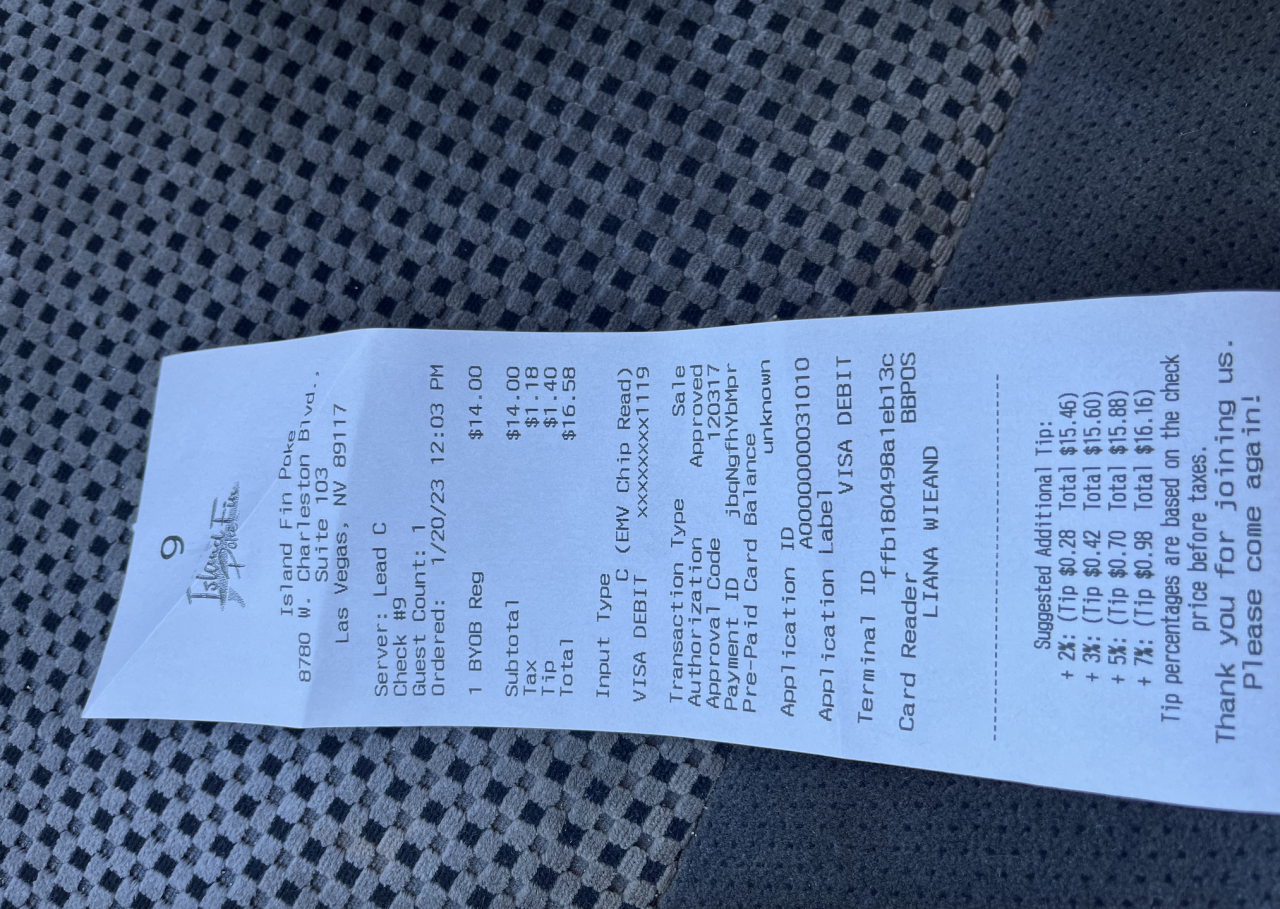 9
Island Fin Poke
Island Fin Poke
8780 W. Charleston Blvd.,
Suite 103
Las Vegas, NV 89117
Server: Lead C
Check #9
Guest Count: 1
Ordered: 1/20/23 12:03 PM
1 BYOB Reg $14.00
Subtotal $14.00
Tax $1.18
Tip $1.40
Total $16.58
Input Type
C (EMV Chip Read)
VISA DEBIT xxxxxxxx1119
Transaction Type Sale
Authorization Approved
Approval Code 120317
Payment ID jbqNgfhYbMpr
Pre-Paid Card Balance
unknown
Application ID
A0000000031010
Application Label
VISA DEBIT
Terminal ID
ffb180498a1eb13c
Card Reader BBPOS
LIANA WIEAND
Suggested Additional Tip:
+ 2%: (Tip $0.28 Total $15.46)
+ 3%: (Tip $0.42 Total $15.60)
+ 5%: (Tip $0.70 Total $15.88)
+ 7%: (Tip $0.98 Total $16.16)
Tip percentages are based on the check
price before taxes.
Thank you for joining us.
Please come again!